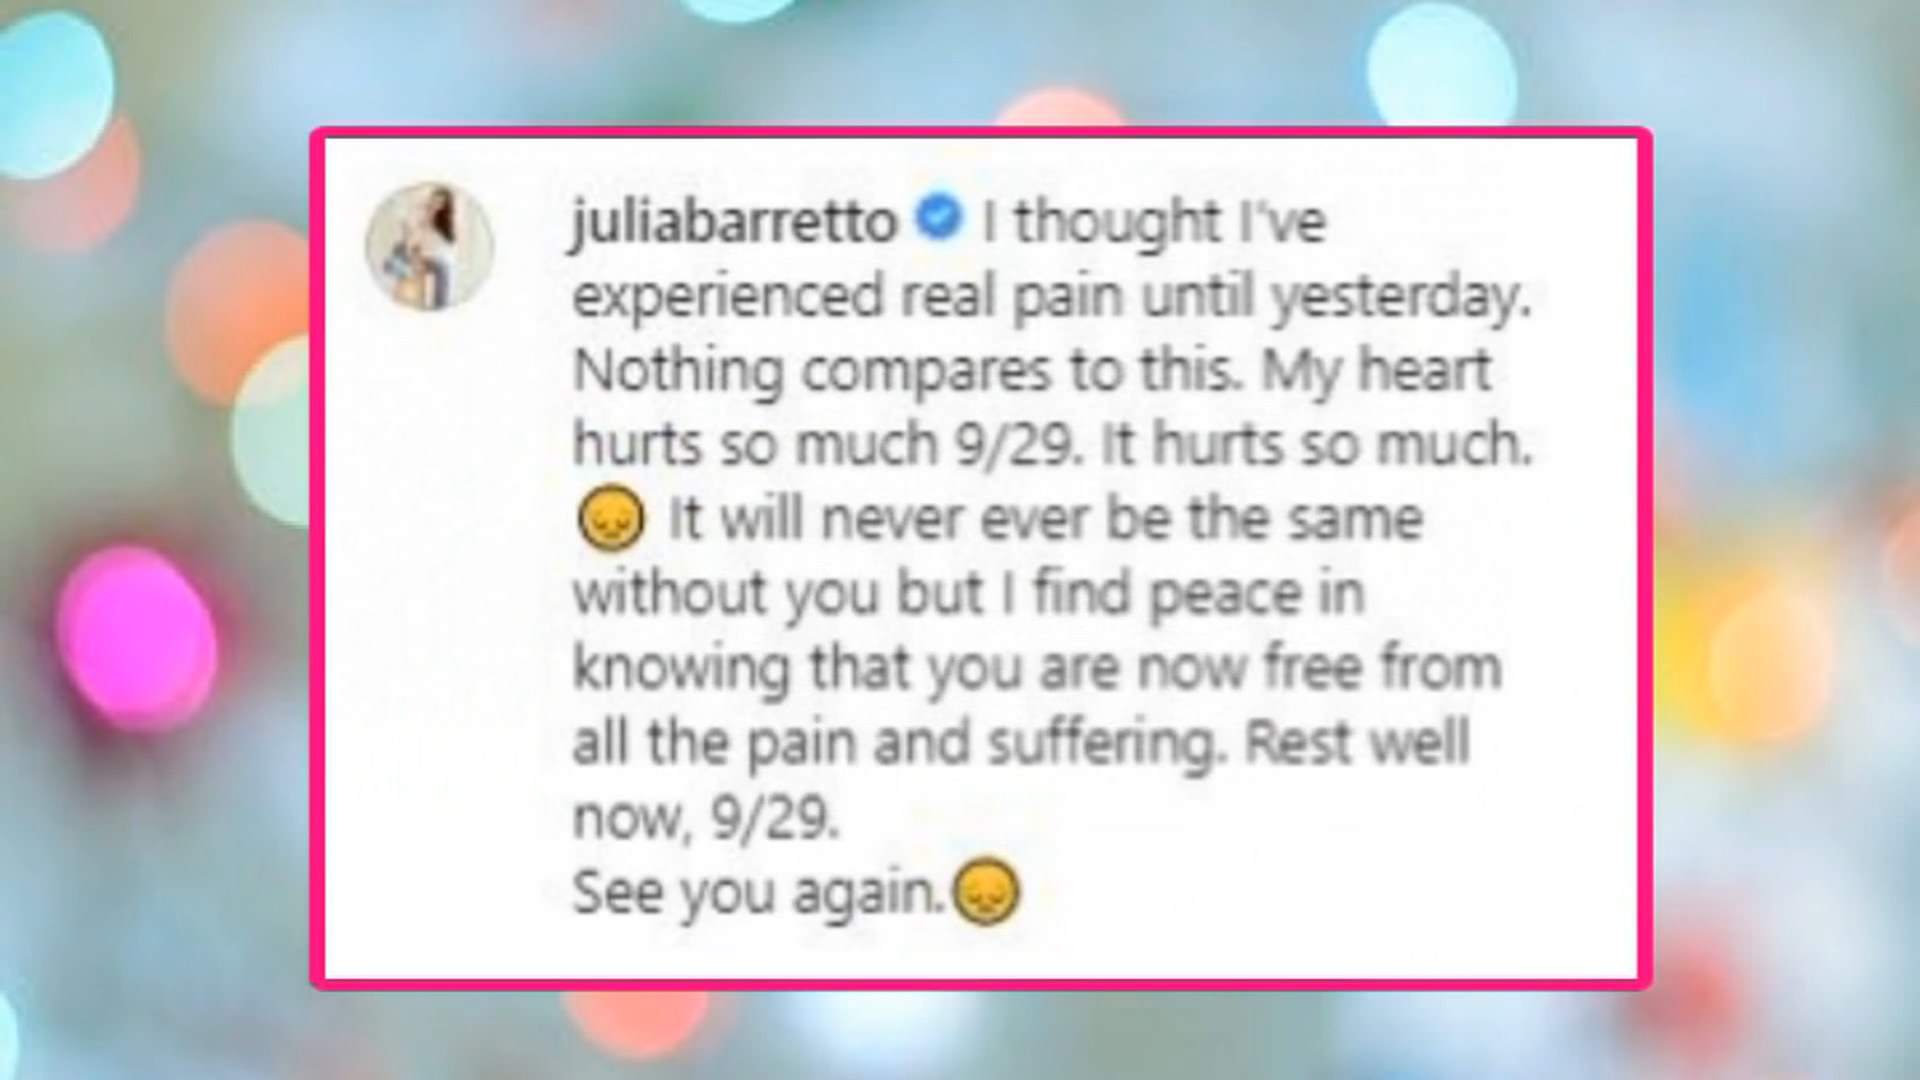 juliabarretto I thought I've
experienced real pain until yesterday.
Nothing compares to this. My heart
hurts so much 9/29. It hurts so much.
😞 It will never ever be the same
without you but I find peace in
knowing that you are now free from
all the pain and suffering. Rest well
now, 9/29.
See you again.😞